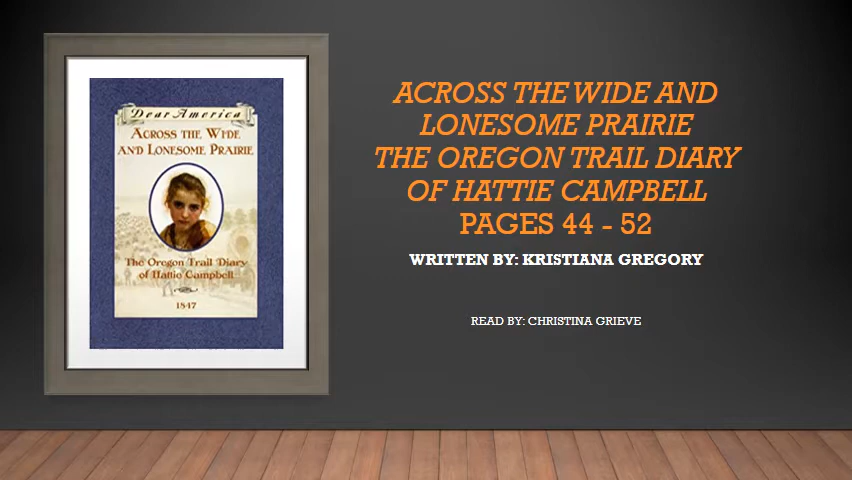 Dear America
ACROSS THE WIDE
AND LONESOME PRAIRIE
The Oregon Trail Diary
of Hattie Campbell
1847
ACROSS THE WIDE AND
LONESOME PRAIRIE
THE OREGON TRAIL DIARY
OF HATTIE CAMPBELL
PAGES 44 - 52
WRITTEN BY: KRISTIANA GREGORY
READ BY: CHRISTINA GRIEVE